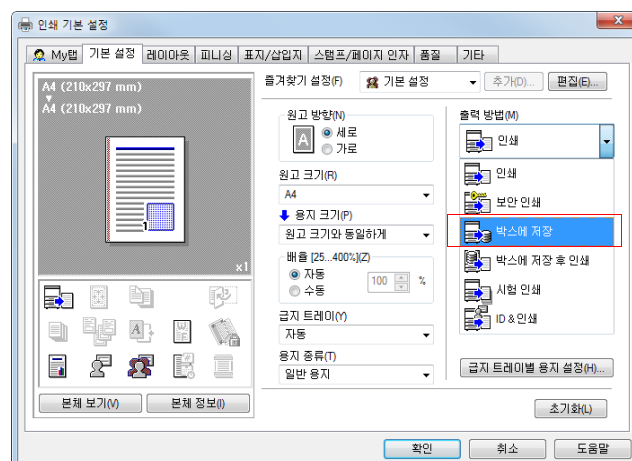 인쇄 기본 설정
My탭 기본 설정 레이아웃 피니싱 표지/삽입지 스탬프/페이지 인자 품질 기타
A4 (210x297 mm)
A4 (210x297 mm)
1
x1
본체 보기(V) 본체 정보(I)
즐겨찾기 설정(F) 기본 설정 추가(D)... 편집(E)...
원고 방향(N)
A
세로
가로
원고 크기(R)
A4
용지 크기(P)
원고 크기와 동일하게
배율 [25...400%](Z)
자동
수동
100 %
급지 트레이(Y)
자동
용지 종류(T)
일반 용지
출력 방법(M)
인쇄
인쇄
보안 인쇄
박스에 저장
박스에 저장 후 인쇄
시험 인쇄
ID & 인쇄
급지 트레이별 용지 설정(H)...
초기화(L)
확인 취소 도움말